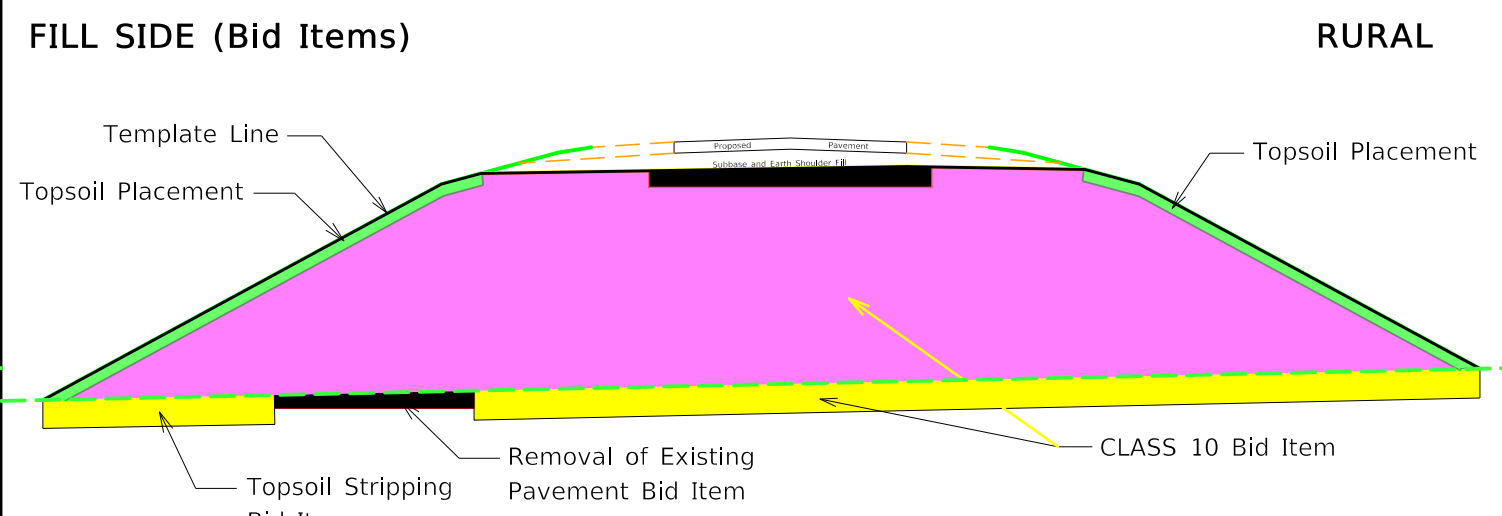 FILL SIDE (Bid Items)
RURAL
Template Line
Topsoil Placement
Proposed Pavement
Subbase and Earth Shoulder Fill
Topsoil Placement
CLASS 10 Bid Item
Removal of Existing
Pavement Bid Item
Topsoil Stripping